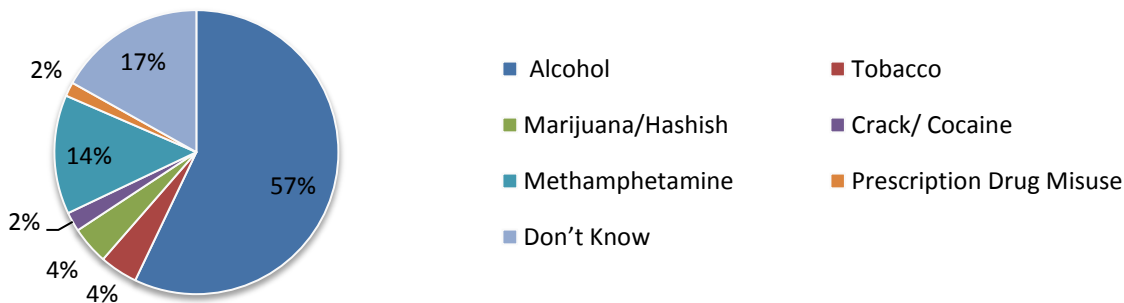 17%
2%
14%
57%
2%
4%
4%
Alcohol
Tobacco
Marijuana/Hashish
Crack/ Cocaine
Methamphetamine
Prescription Drug Misuse
Don’t Know